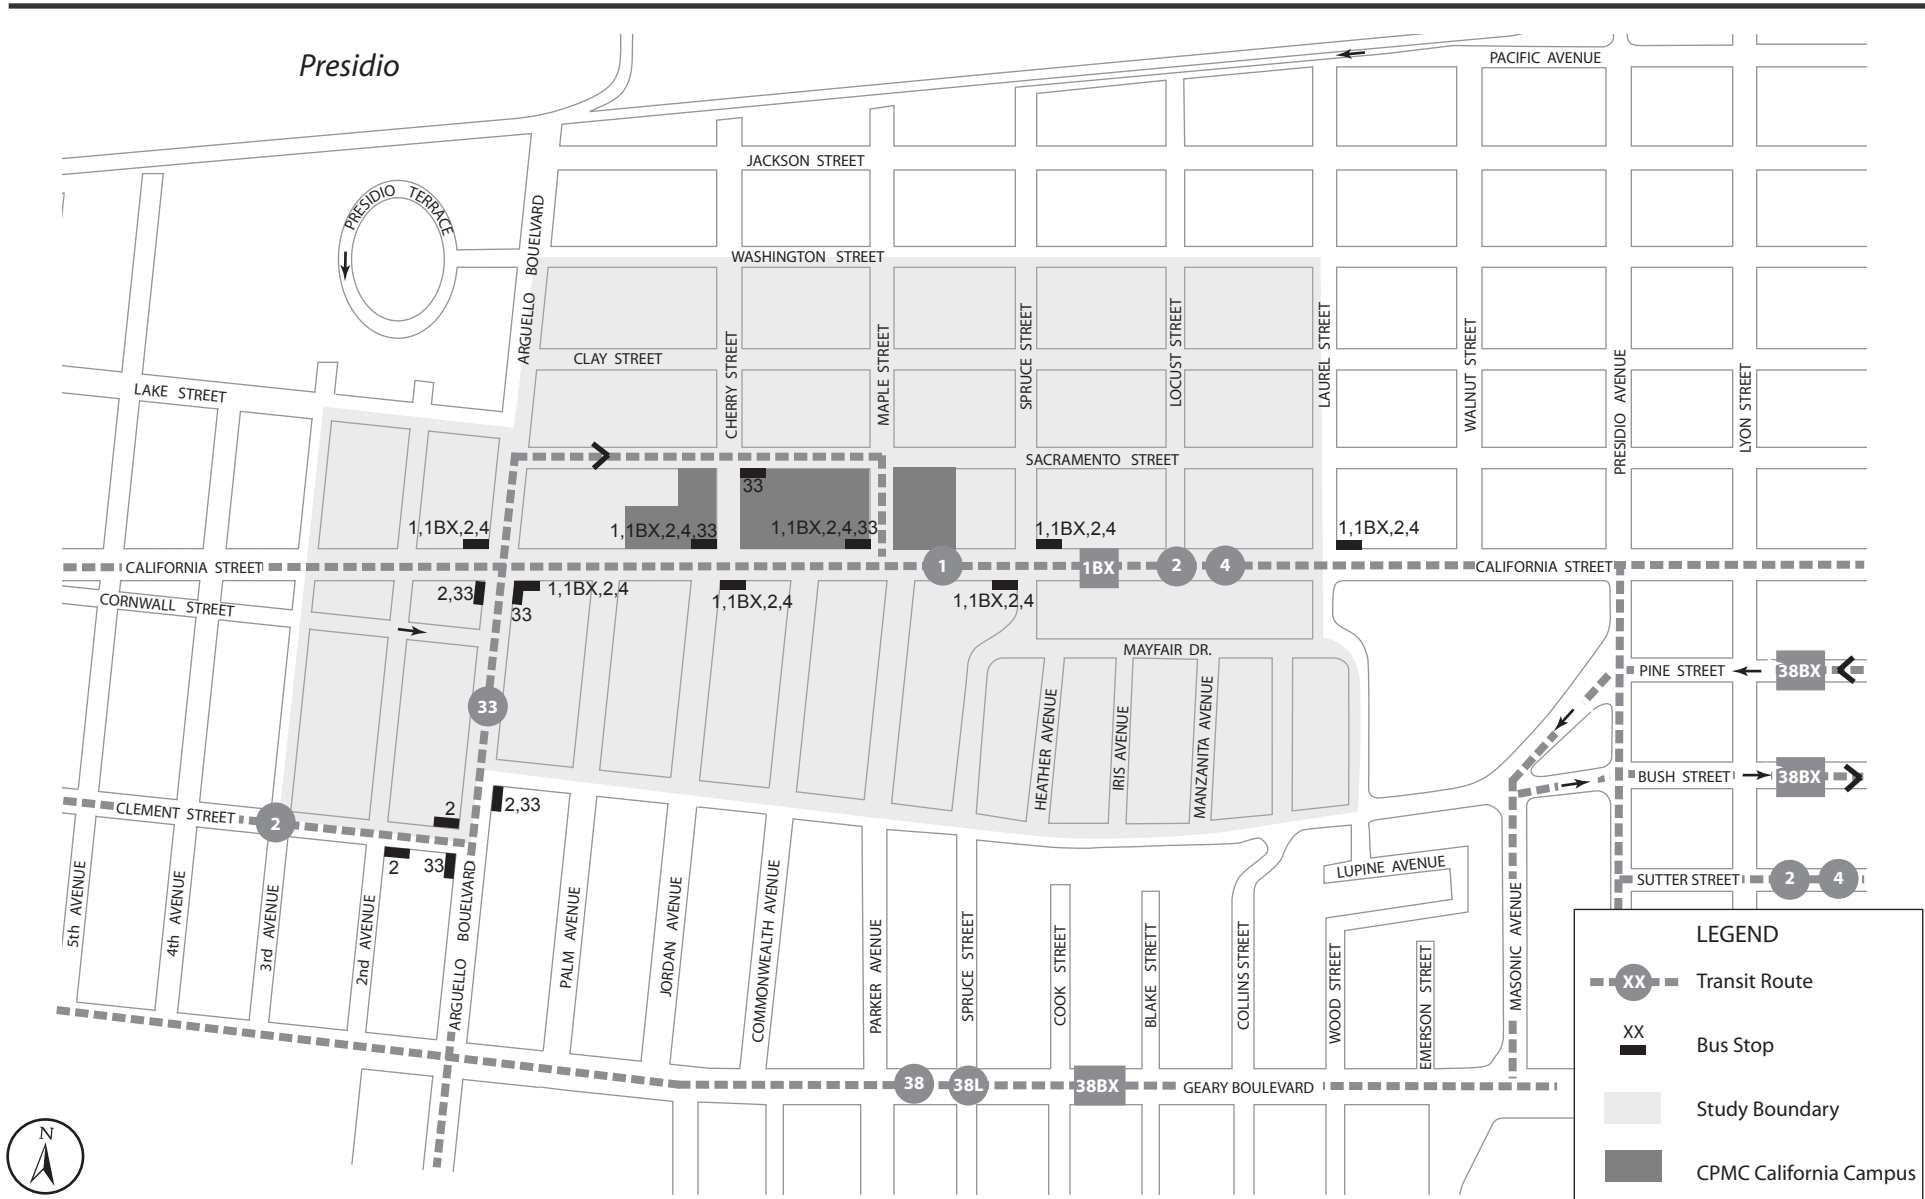 Presidio
PACIFIC AVENUE
JACKSON STREET
PRESIDIO TERRACE
ARGUELLO BOUELVARD
WASHINGTON STREET
CLAY STREET
CHERRY STREET
MAPLE STREET
SPRUCE STREET
LOCUST STREET
LAUREL STREET
WALNUT STREET
PRESIDIO AVENUE
LYON STREET
LAKE STREET
SACRAMENTO STREET
33
1,1BX,2,4
1,1BX,2,4,33
1,1BX,2,4,33
1,1BX,2,4
1,1BX,2,4
CALIFORNIA STREET
1
1BX
2
4
CALIFORNIA STREET
CORNWALL STREET
2,33
33
1,1BX,2,4
1,1BX,2,4
1,1BX,2,4
MAYFAIR DR.
PINE STREET
38BX
33
HEATHER AVENUE
IRIS AVENUE
MANZANITA AVENUE
BUSH STREET
38BX
CLEMENT STREET
2
2
2,33
2
33
LUPINE AVENUE
SUTTER STREET
2
4
5th AVENUE
4th AVENUE
3rd AVENUE
2nd AVENUE
ARGUELLO BOUELVARD
PALM AVENUE
JORDAN AVENUE
COMMONWEALTH AVENUE
PARKER AVENUE
SPRUCE STREET
COOK STREET
BLAKE STRETT
COLLINS STREET
WOOD STREET
EMERSON STREET
MASONIC AVENUE
38
38L
38BX
GEARY BOULEVARD
LEGEND
XX
Transit Route
XX
Bus Stop
Study Boundary
CPMC California Campus
N